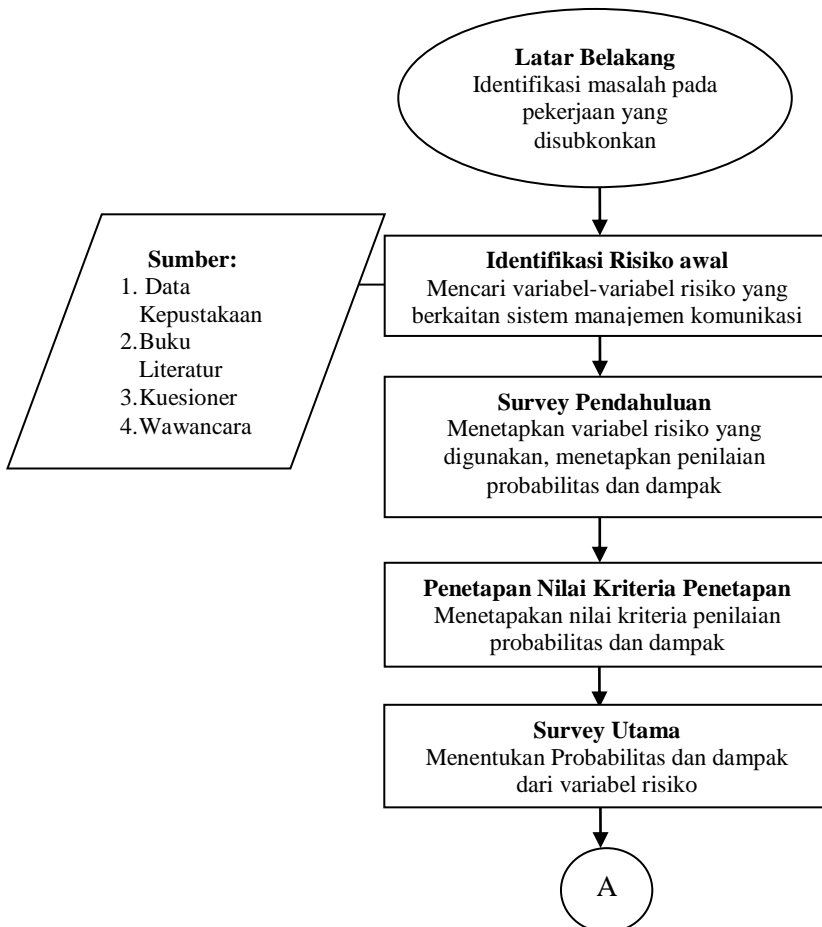 Latar Belakang
Identifikasi masalah pada
pekerjaan yang
disubkonkan
Sumber:
1. Data
Kepustakaan
2.Buku
Literatur
3.Kuesioner
4.Wawancara
Identifikasi Risiko awal
Mencari variabel-variabel risiko yang
berkaitan sistem manajemen komunikasi
Survey Pendahuluan
Menetapkan variabel risiko yang
digunakan, menetapkan penilaian
probabilitas dan dampak
Penetapan Nilai Kriteria Penetapan
Menetapakan nilai kriteria penilaian
probabilitas dan dampak
Survey Utama
Menentukan Probabilitas dan dampak
dari variabel risiko
A